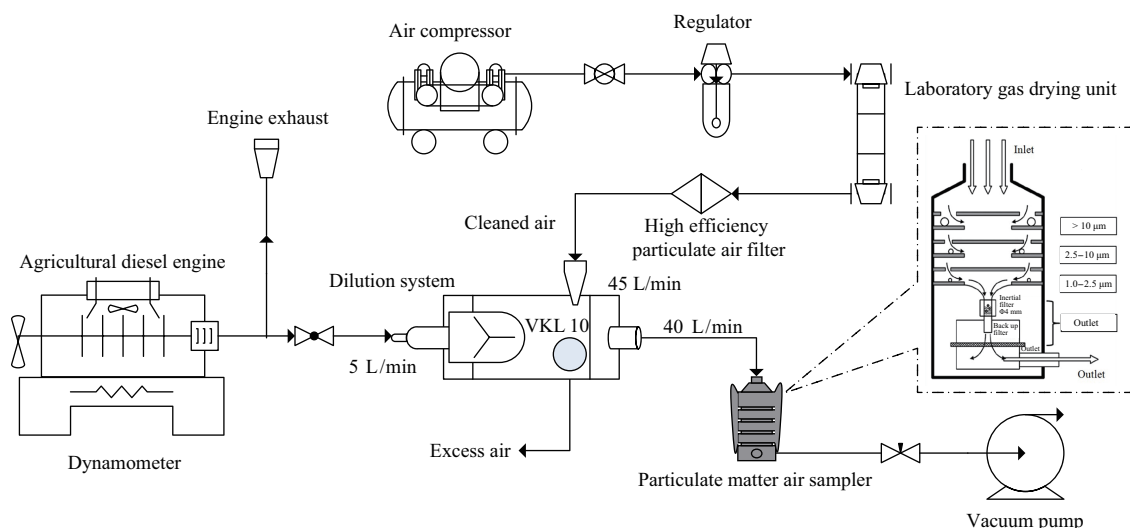 Air compressor
Regulator
Laboratory gas drying unit
Engine exhaust
Inlet
Cleaned air
High efficiency
particulate air filter
> 10 μm
2.5–10 μm
1.0–2.5 μm
Agricultural diesel engine
Dilution system
45 L/min
VKL 10
40 L/min
5 L/min
Inertial
filter
Φ4 mm
Back up
filter
Outlet
Outlet
Outlet
Excess air
Dynamometer
Particulate matter air sampler
Vacuum pump